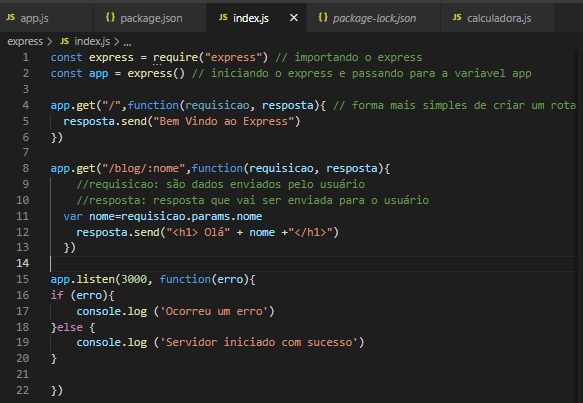 JS app.js {} package.json JS index.js × {} package-lock.json JS calculadora.js
express > JS index.js > ...
1 const express = require("express") // importando o express
2 const app = express() // iniciando o express e passando para a variavel app
3
4 app.get("/",function(requisicao, resposta){ // forma mais simples de criar um rota
5 resposta.send("Bem Vindo ao Express")
6 })
7
8 app.get("/blog/:nome",function(requisicao, resposta){
9 //requisicao: são dados enviados pelo usuário
10 //resposta: resposta que vai ser enviada para o usuário
11 var nome=requisicao.params.nome
12 resposta.send("<h1> Olá" + nome +"</h1>")
13 })
14
15 app.listen(3000, function(erro){
16 if (erro){
17 console.log ('Ocorreu um erro')
18 }else {
19 console.log ('Servidor iniciado com sucesso')
20 }
21
22 })